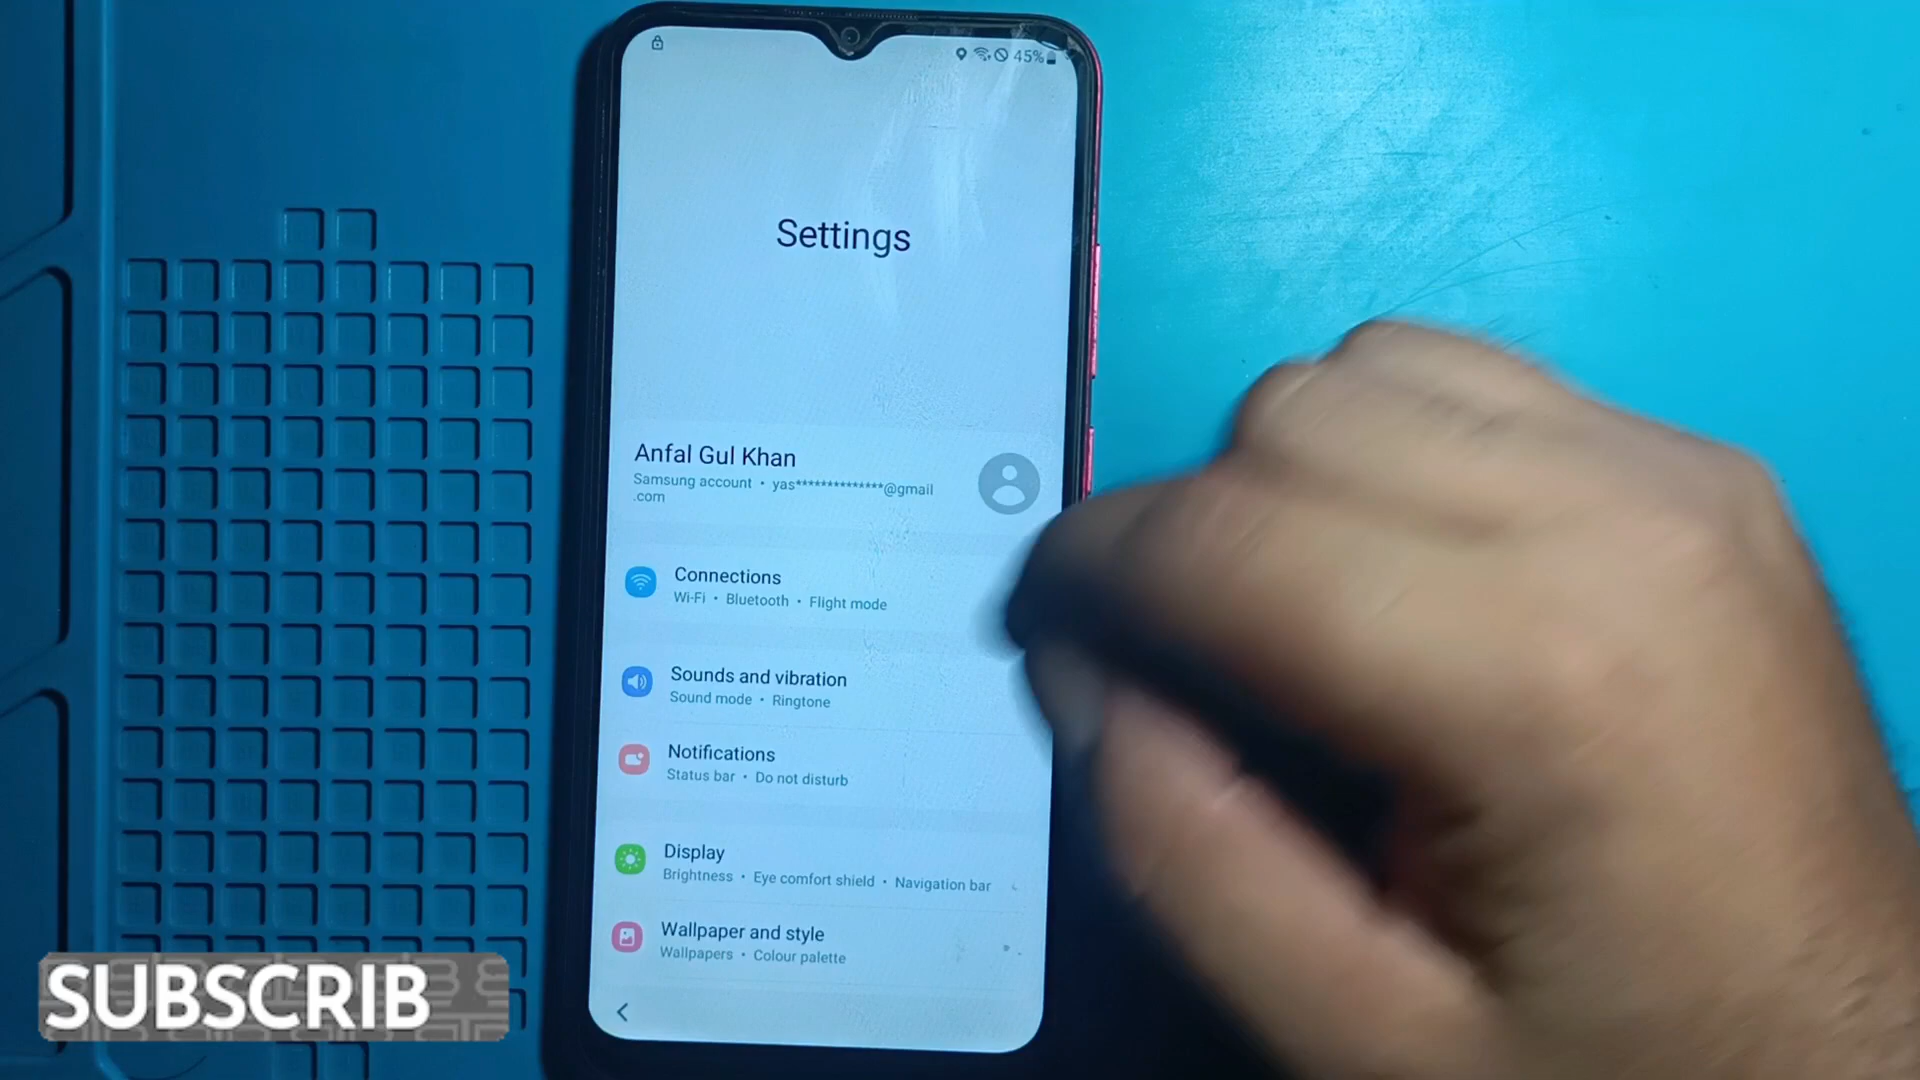 45%
Settings
Anfal Gul Khan
Samsung account • yas**************@gmail
.com
Connections
Wi-Fi • Bluetooth • Flight mode
Sounds and vibration
Sound mode • Ringtone
Notifications
Status bar • Do not disturb
Display
Brightness • Eye comfort shield • Navigation bar
Wallpaper and style
Wallpapers • Colour palette
SUBSCRIB